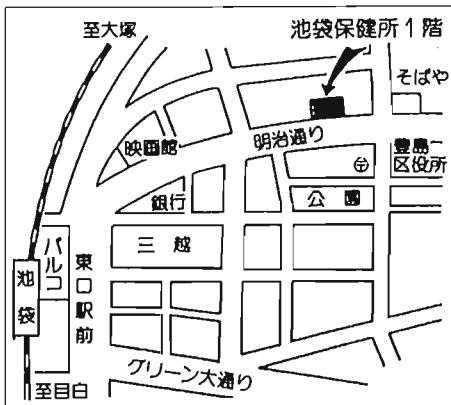 至大塚
池袋保健所1階
そばや
映画館
明治通り
豊島
区役所
〒
銀行
公園
三越
パルコ
東口駅前
池袋
グリーン大通り
至目白